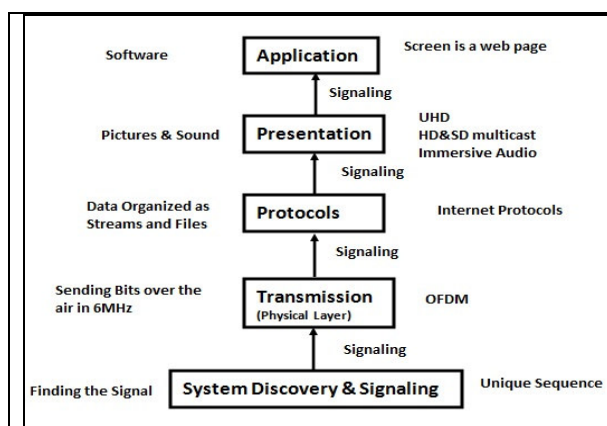 Software
Application
Screen is a web page
Signaling
Pictures & Sound
Presentation
UHD
HD&SD multicast
Immersive Audio
Signaling
Data Organized as
Streams and Files
Protocols
Internet Protocols
Signaling
Sending Bits over the
air in 6MHz
Transmission
(Physical Layer)
OFDM
Signaling
Finding the Signal
System Discovery & Signaling
Unique Sequence